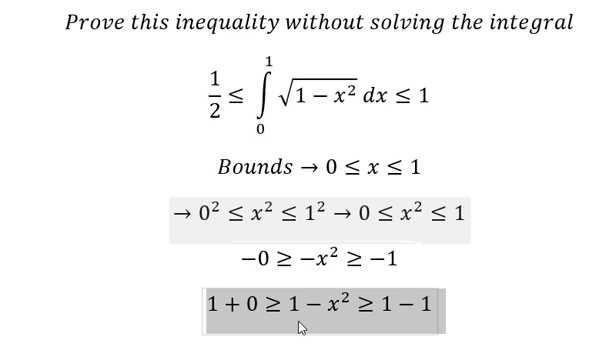 Prove this inequality without solving the integral
1/2 ≤ ∫₀¹ √(1 − x²) dx ≤ 1
Bounds → 0 ≤ x ≤ 1
→ 0² ≤ x² ≤ 1² → 0 ≤ x² ≤ 1
−0 ≥ −x² ≥ −1
1 + 0 ≥ 1 − x² ≥ 1 − 1